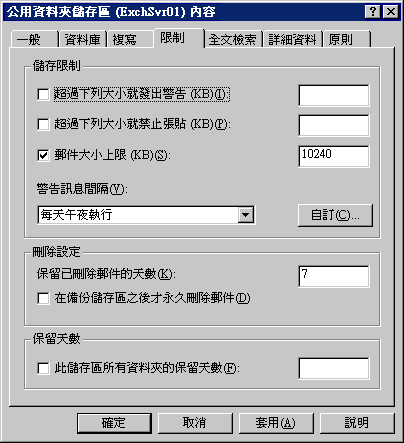 公用資料夾儲存區 (ExchSvr01) 內容
一般 資料庫 複寫 限制 全文檢索 詳細資料 原則
儲存限制
超過下列大小就發出警告 (KB)(I):
超過下列大小就禁止張貼 (KB)(P):
郵件大小上限 (KB)(S): 10240
警告訊息間隔(V):
每天午夜執行 自訂(C)...
刪除設定
保留已刪除郵件的天數(K): 7
在備份儲存區之後才永久刪除郵件(D)
保留天數
此儲存區所有資料夾的保留天數(F):
確定 取消 套用(A) 說明